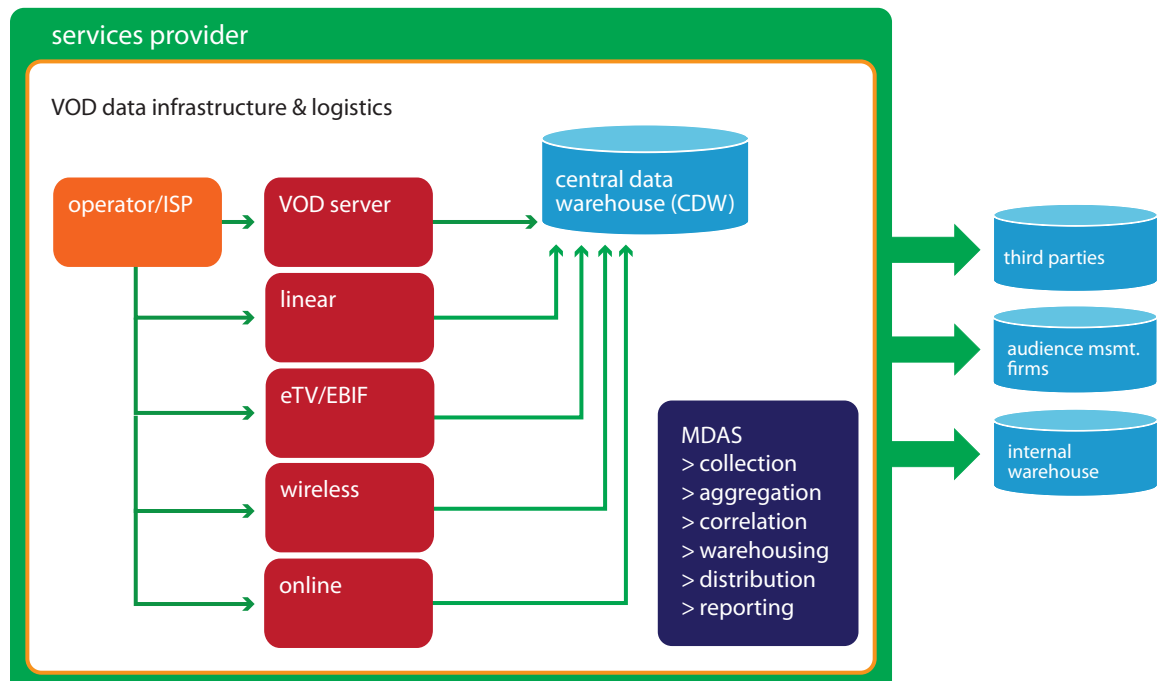 services provider
VOD data infrastructure & logistics
operator/ISP
VOD server
central data
warehouse (CDW)
linear
eTV/EBIF
wireless
online
MDAS
> collection
> aggregation
> correlation
> warehousing
> distribution
> reporting
third parties
audience msmt.
firms
internal
warehouse